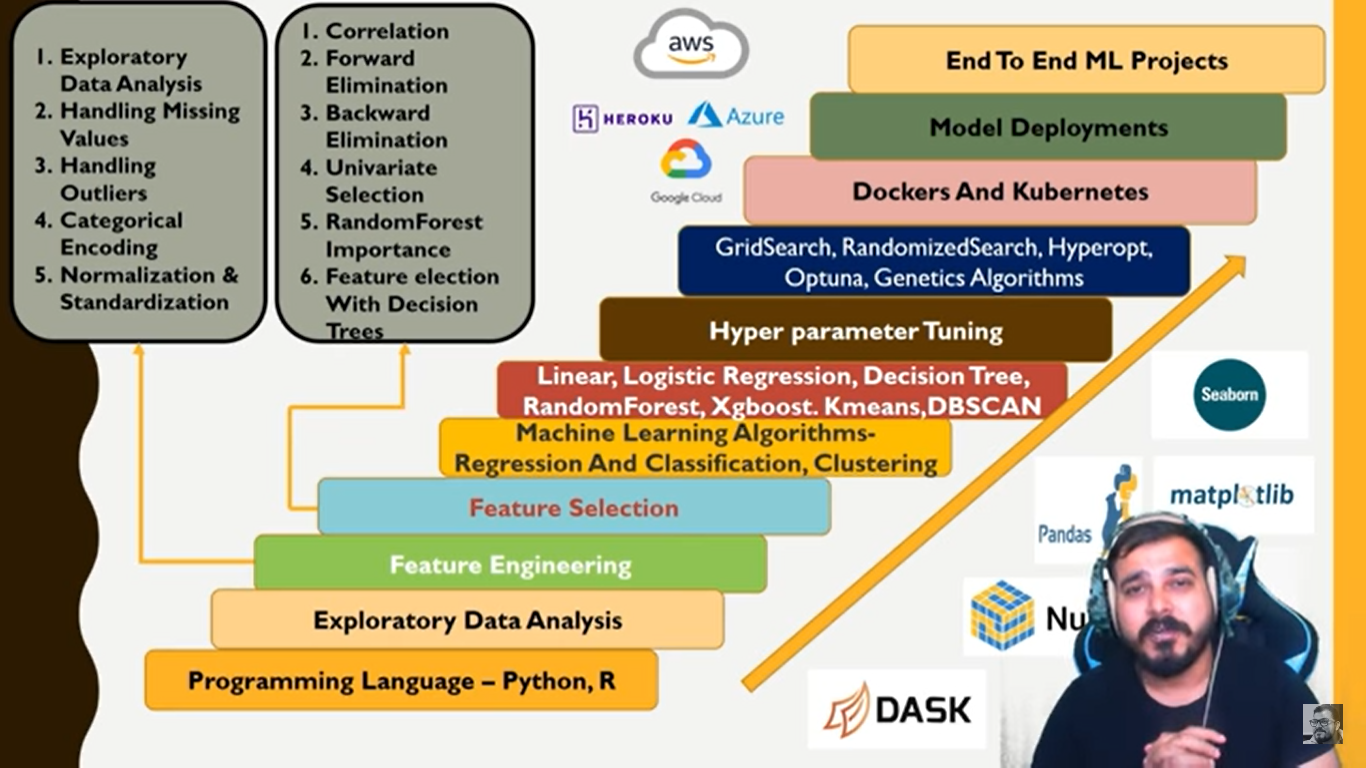 1. Exploratory
Data Analysis
2. Handling Missing
Values
3. Handling
Outliers
4. Categorical
Encoding
5. Normalization &
Standardization
1. Correlation
2. Forward
Elimination
3. Backward
Elimination
4. Univariate
Selection
5. RandomForest
Importance
6. Feature election
With Decision
Trees
aws
HEROKU
Azure
Google Cloud
End To End ML Projects
Model Deployments
Dockers And Kubernetes
GridSearch, RandomizedSearch, Hyperopt,
Optuna, Genetics Algorithms
Hyper parameter Tuning
Linear, Logistic Regression, Decision Tree,
RandomForest, Xgboost. Kmeans,DBSCAN
Machine Learning Algorithms-
Regression And Classification, Clustering
Feature Selection
Feature Engineering
Exploratory Data Analysis
Programming Language – Python, R
Seaborn
matplotlib
Pandas
Nu
DASK